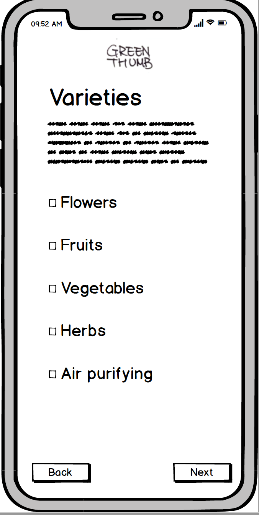 09:52 AM
GREEN
THUMB
Varieties
Flowers
Fruits
Vegetables
Herbs
Air purifying
Back Next